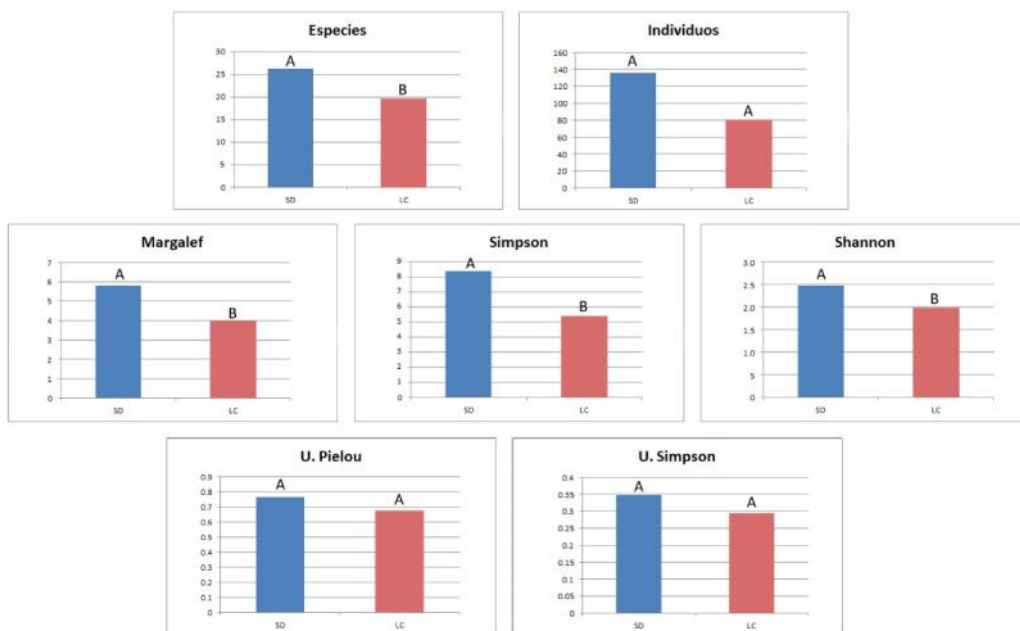 Especies
30
25
20
15
10
5
0
A
B
SD
LC
Individuos
160
140
120
100
80
60
40
20
0
A
A
SD
LC
Margalef
7
6
5
4
3
2
1
0
A
B
SD
LC
Simpson
9
8
7
6
5
4
3
2
1
0
A
B
SD
LC
Shannon
3.0
2.5
2.0
1.5
1.0
5
0
A
B
SD
LC
U. Pielou
0.9
0.8
0.7
0.6
0.5
0.4
0.3
0.2
0.1
0
A
A
SD
LC
U. Simpson
0.4
0.35
0.3
0.25
0.2
0.15
0.1
0.05
0
A
A
SD
LC